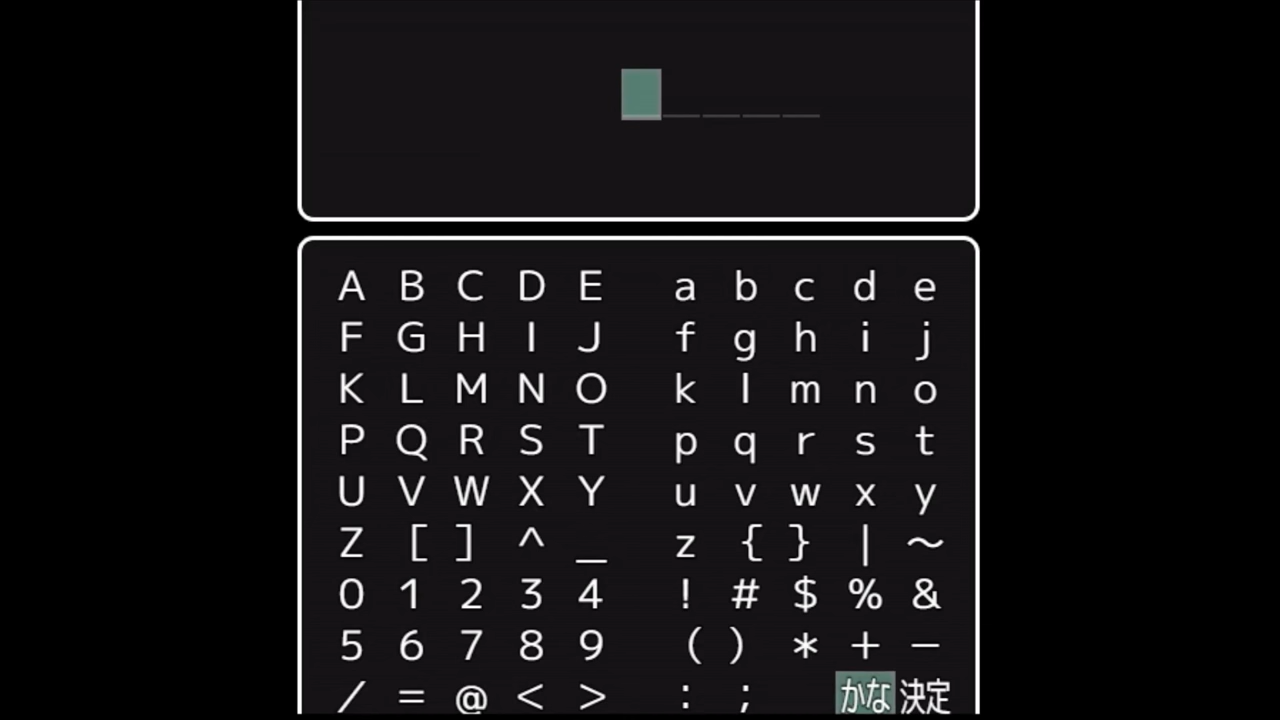 A B C D E a b c d e
F G H I J f g h i j
K L M N O k l m n o
P Q R S T p q r s t
U V W X Y u v w x y
Z [ ] ^ _ z { } | ～
0 1 2 3 4 ! # $ % &
5 6 7 8 9 ( ) * + −
/ = @ < > : ; かな 決定